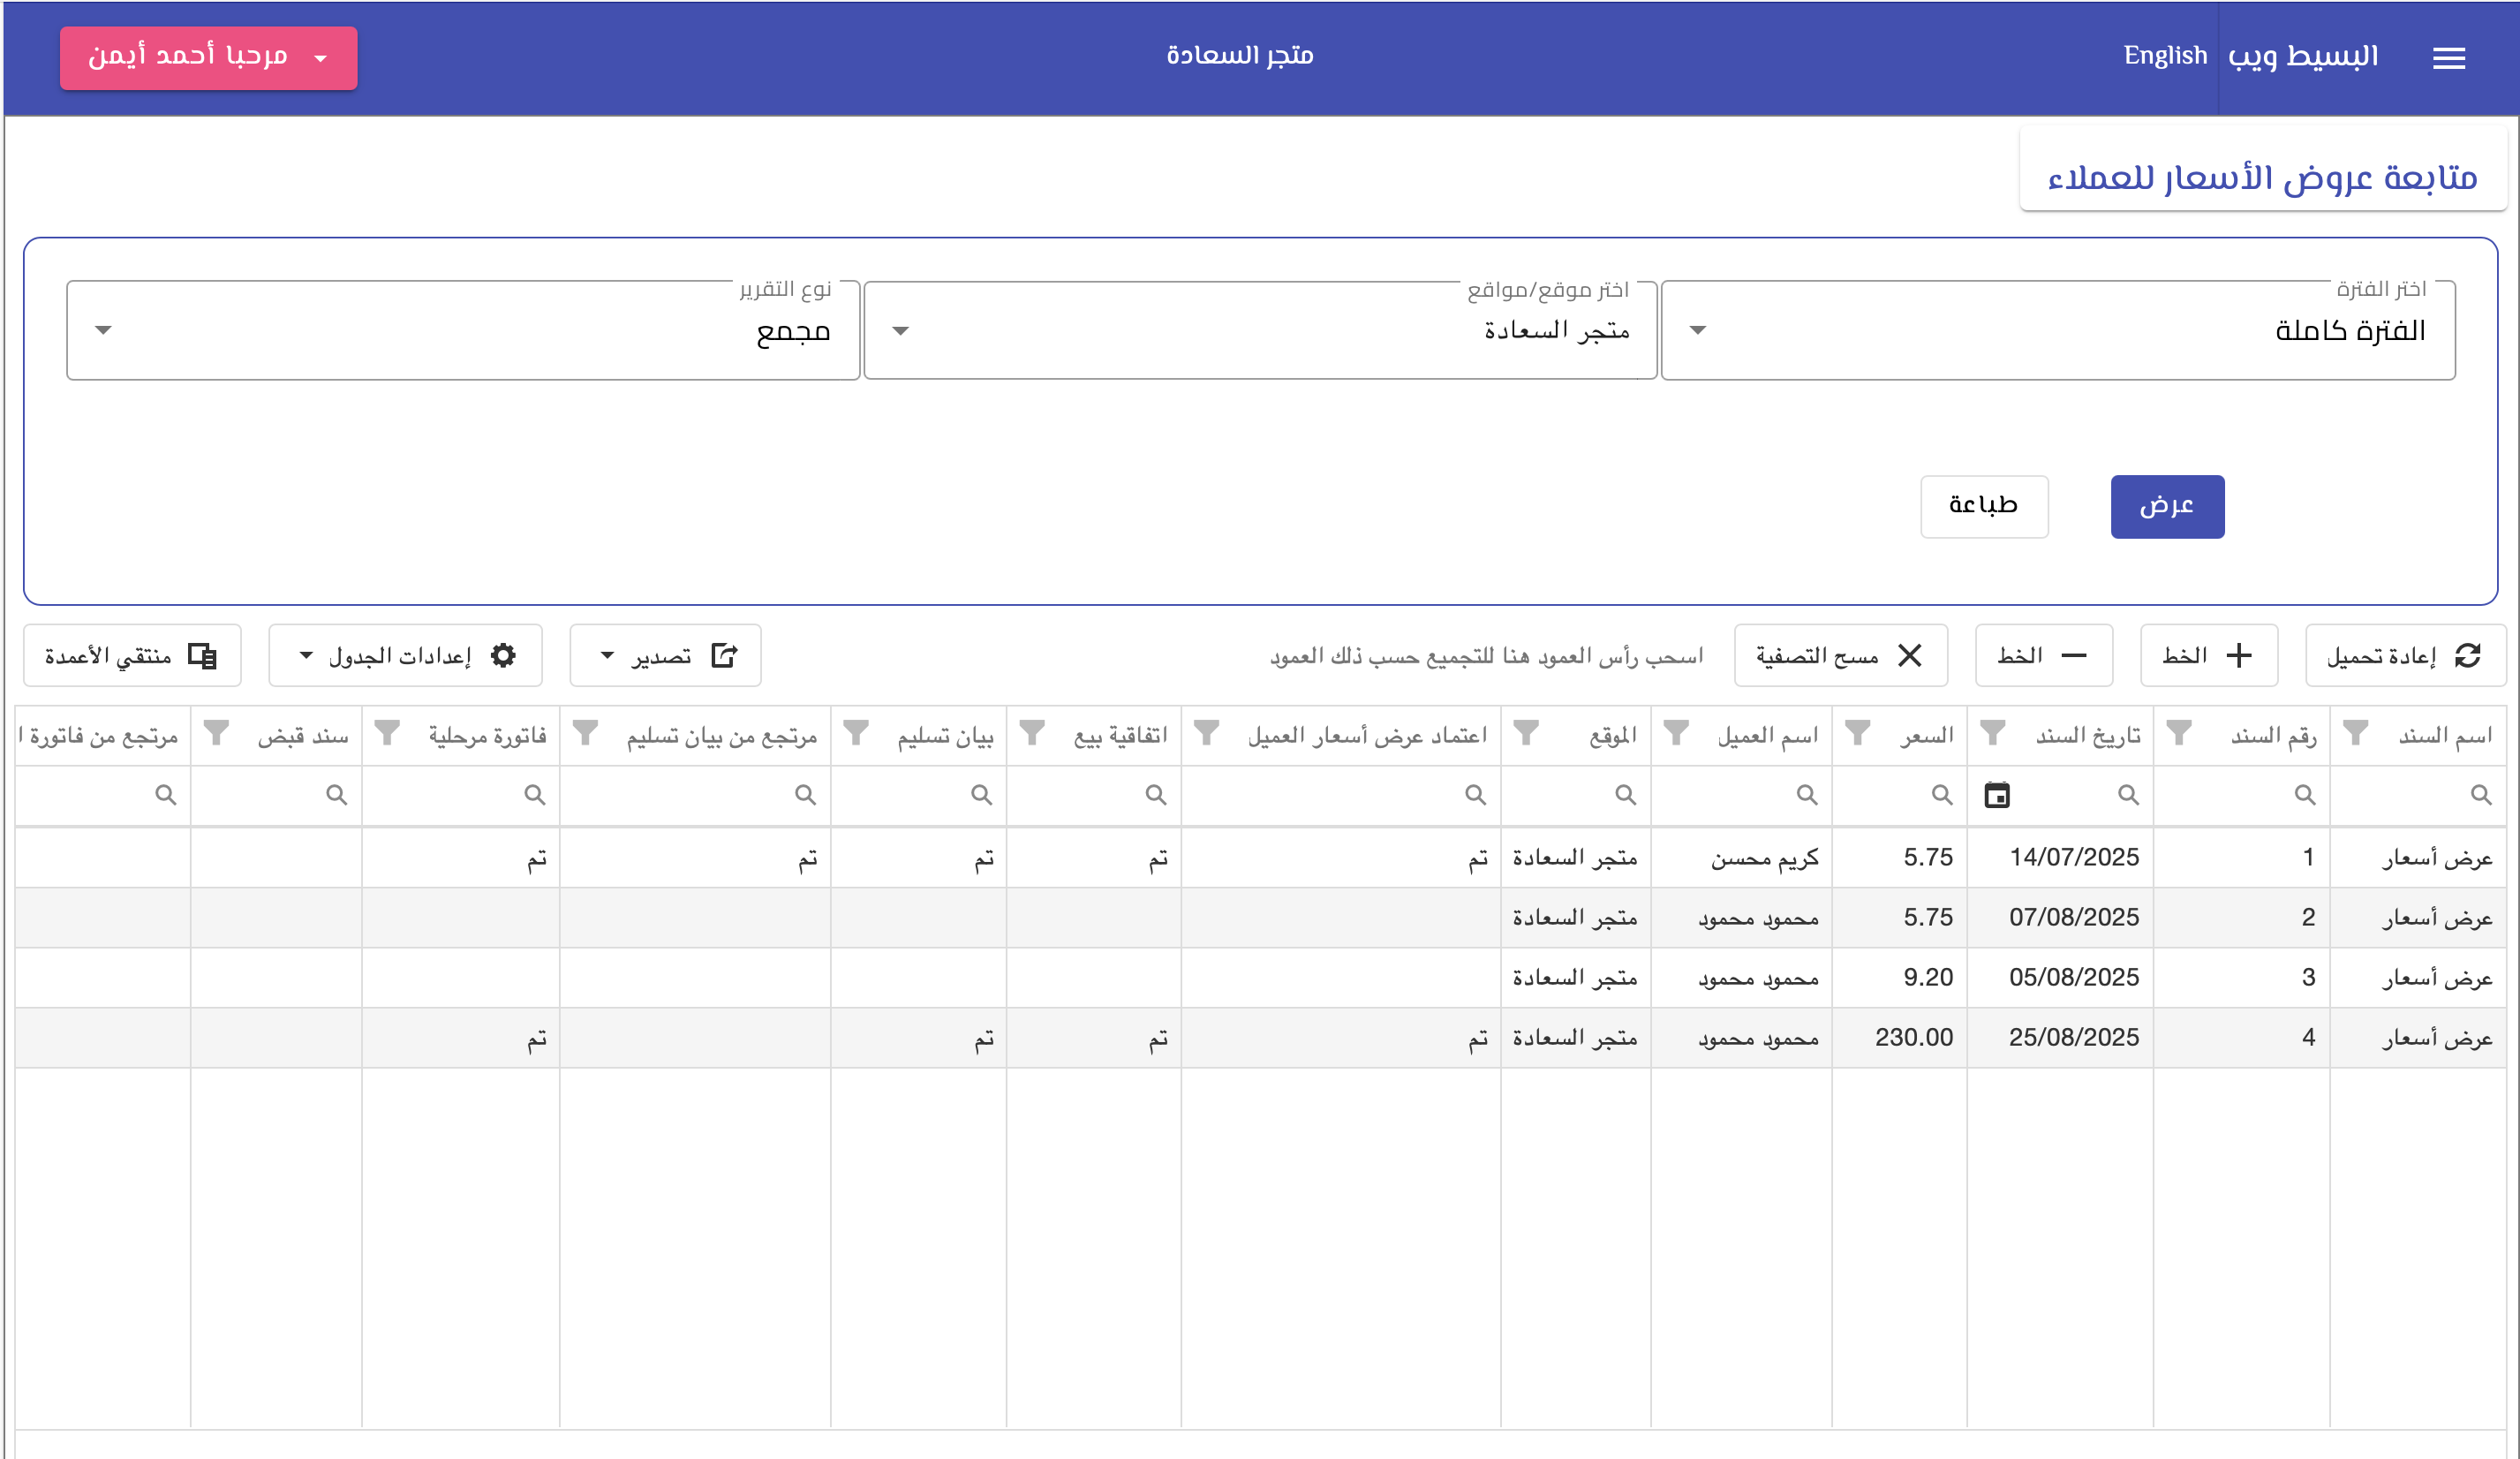 البسيط ويب English متجر السعادة مرحبا أحمد أيمن
متابعة عروض الأسعار للعملاء
اختر الفترة اختر موقع/مواقع نوع التقرير
الفترة كاملة متجر السعادة مجمع
عرض طباعة
إعادة تحميل الخط الخط مسح التصفية اسحب رأس العمود هنا للتجميع حسب ذلك العمود تصدير إعدادات الجدول منتقي الأعمدة
اسم السند رقم السند تاريخ السند السعر اسم العميل الموقع اعتماد عرض أسعار العميل اتفاقية بيع بيان تسليم مرتجع من بيان تسليم فاتورة مرحلية سند قبض مرتجع من فاتورة ا
عرض أسعار 1 14/07/2025 5.75 كريم محسن متجر السعادة تم تم تم تم تم
عرض أسعار 2 07/08/2025 5.75 محمود محمود متجر السعادة
عرض أسعار 3 05/08/2025 9.20 محمود محمود متجر السعادة
عرض أسعار 4 25/08/2025 230.00 محمود محمود متجر السعادة تم تم تم تم